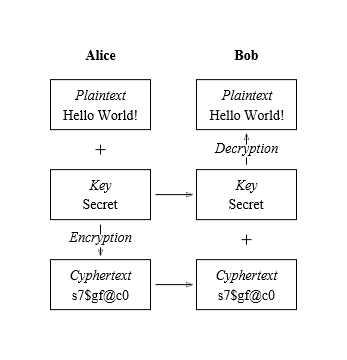 Alice Bob
Plaintext Plaintext
Hello World! Hello World!
+ Decryption
Key Key
Secret Secret
Encryption +
Cyphertext Cyphertext
s7$gf@c0 s7$gf@c0